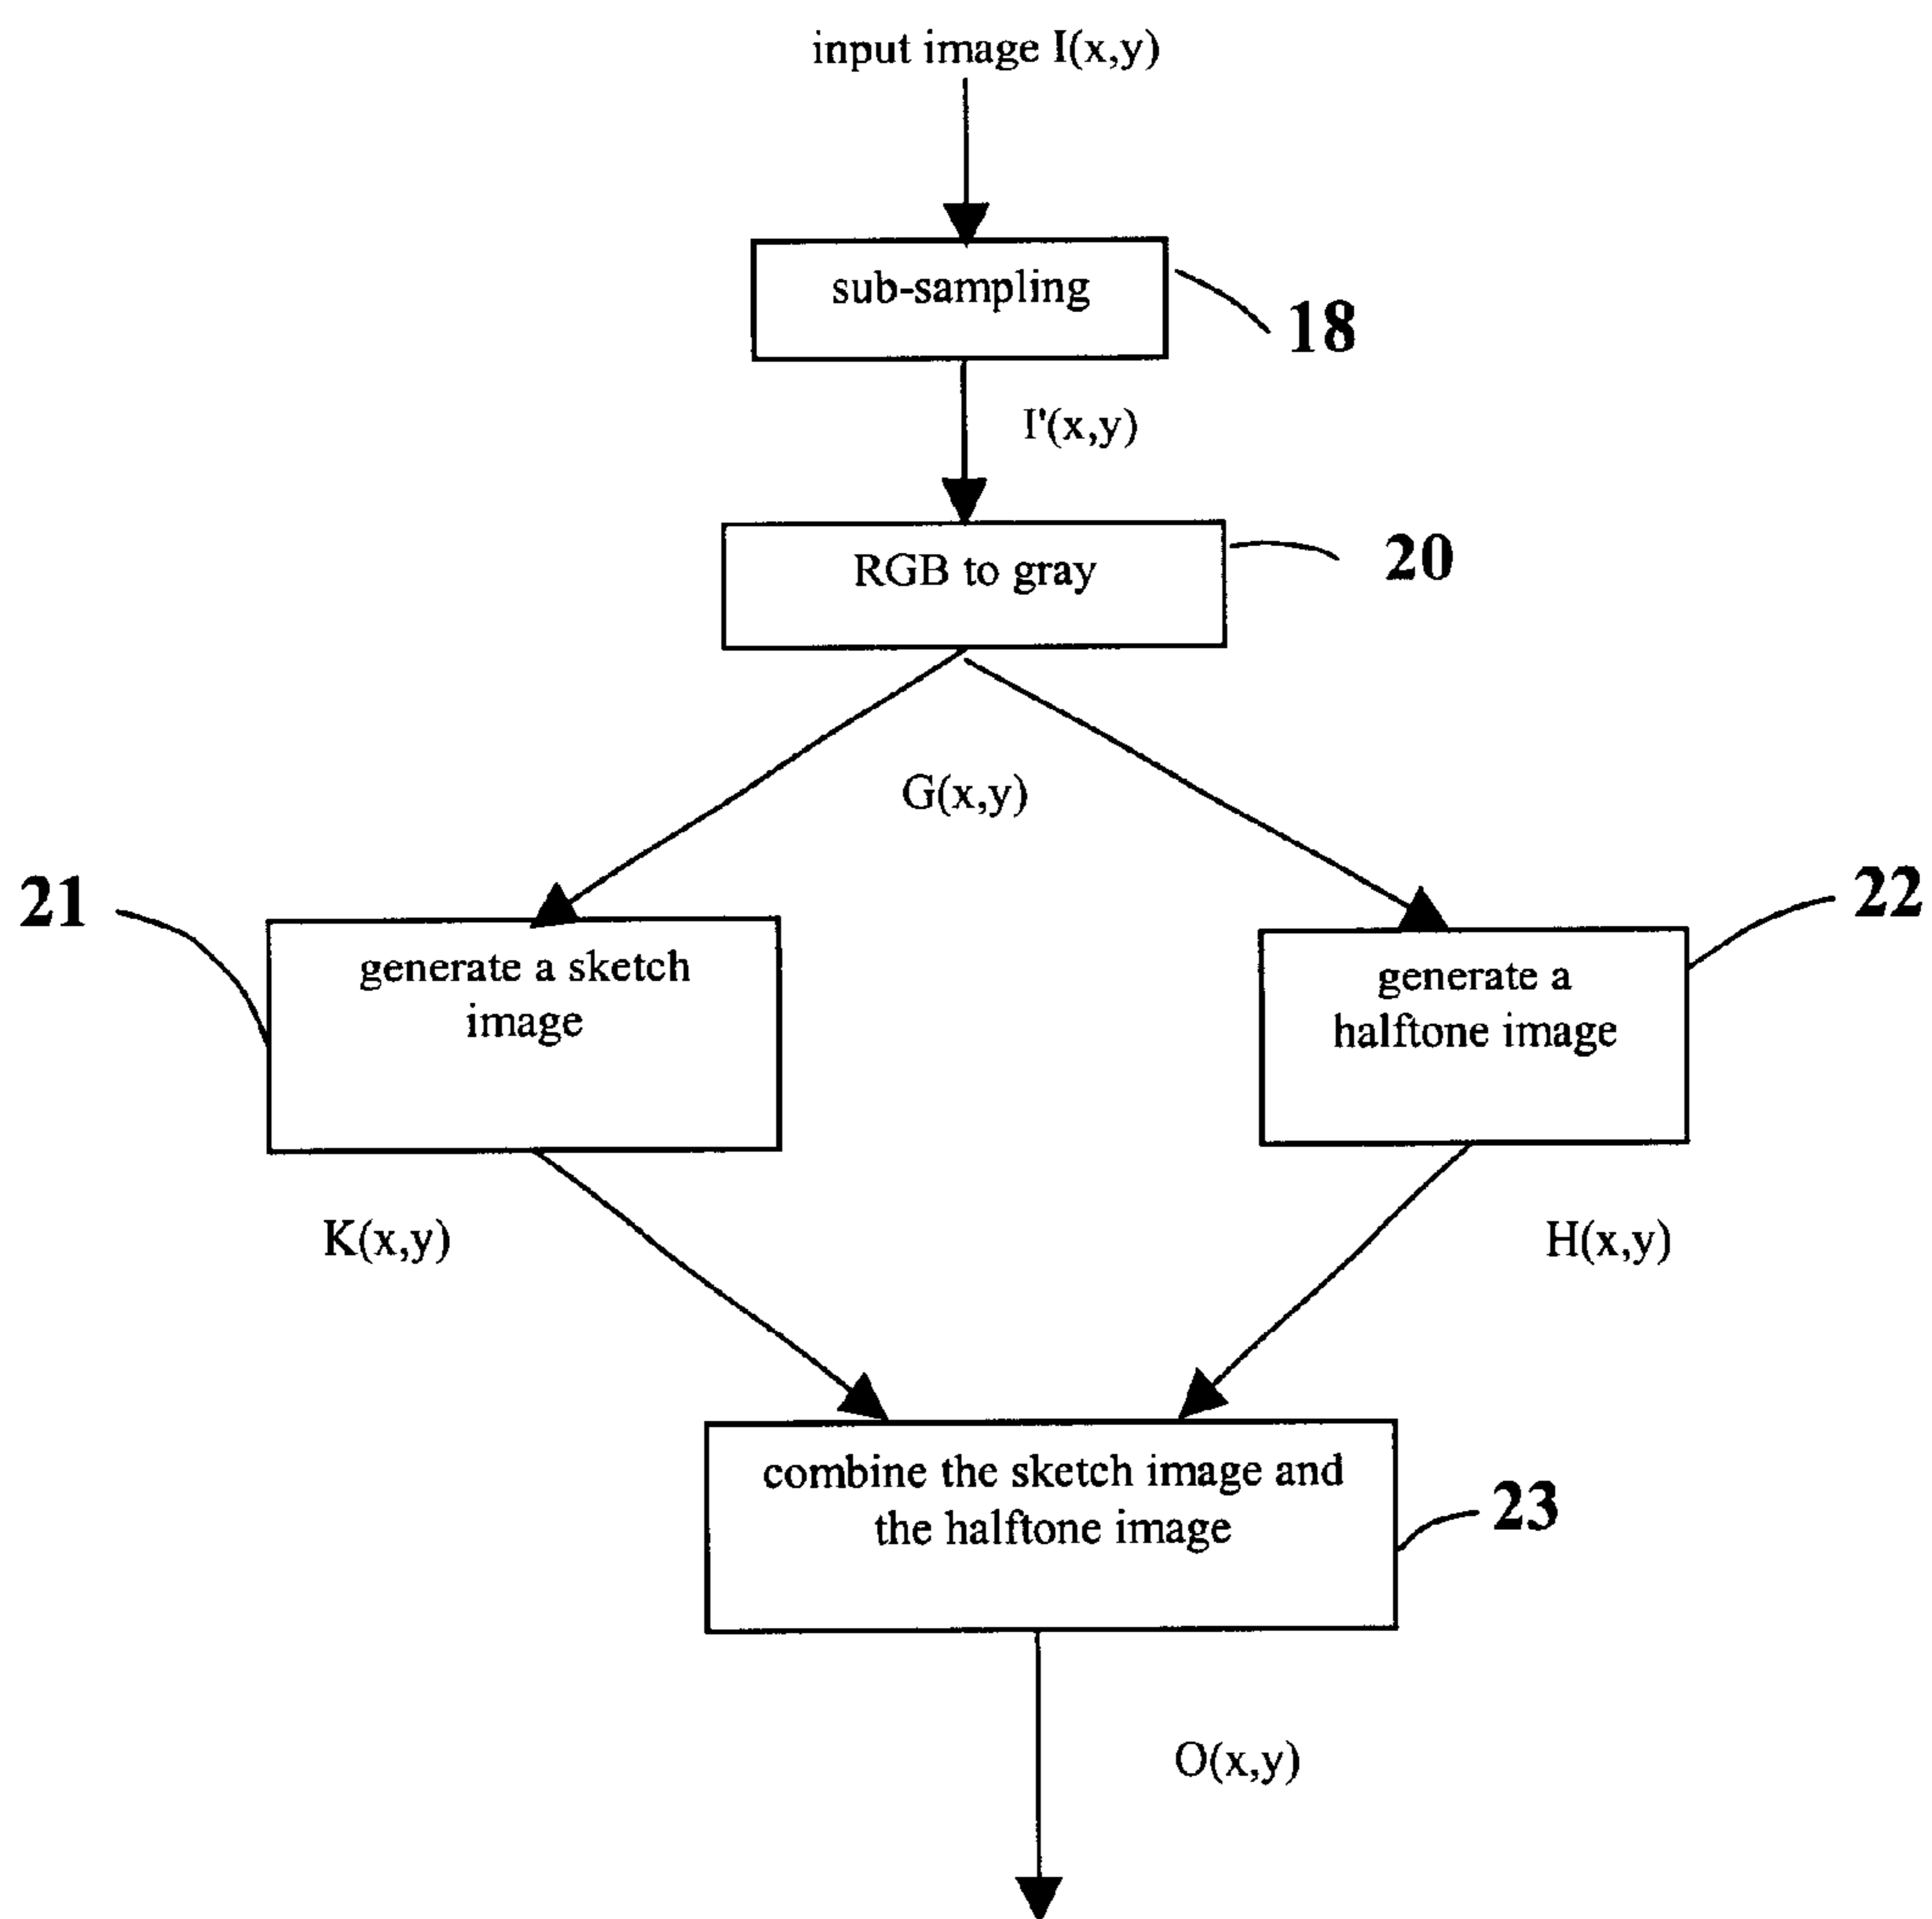 input image I(x,y)
sub-sampling
18
I'(x,y)
RGB to gray
20
G(x,y)
21
22
generate a sketch
image
generate a
halftone image
K(x,y)
H(x,y)
combine the sketch image and
the halftone image
23
O(x,y)